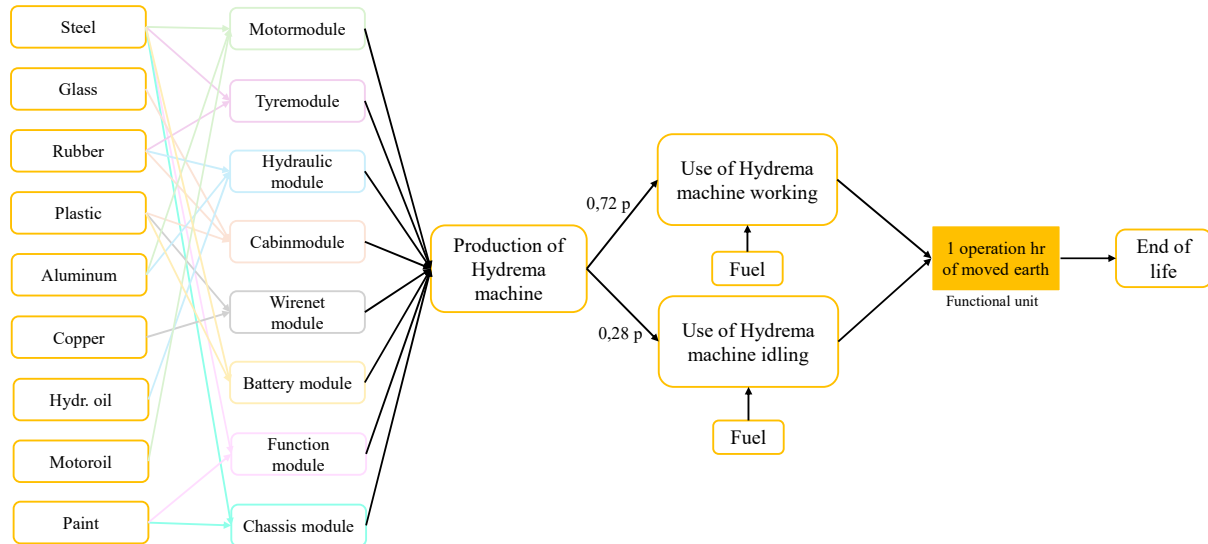 Steel
Glass
Rubber
Plastic
Aluminum
Copper
Hydr. oil
Motoroil
Paint
Motormodule
Tyremodule
Hydraulic
module
Cabinmodule
Wirenet
module
Battery module
Function
module
Chassis module
Production of
Hydrema
machine
0,72 p
0,28 p
Use of Hydrema
machine working
Fuel
Use of Hydrema
machine idling
Fuel
1 operation hr
of moved earth
Functional unit
End of
life